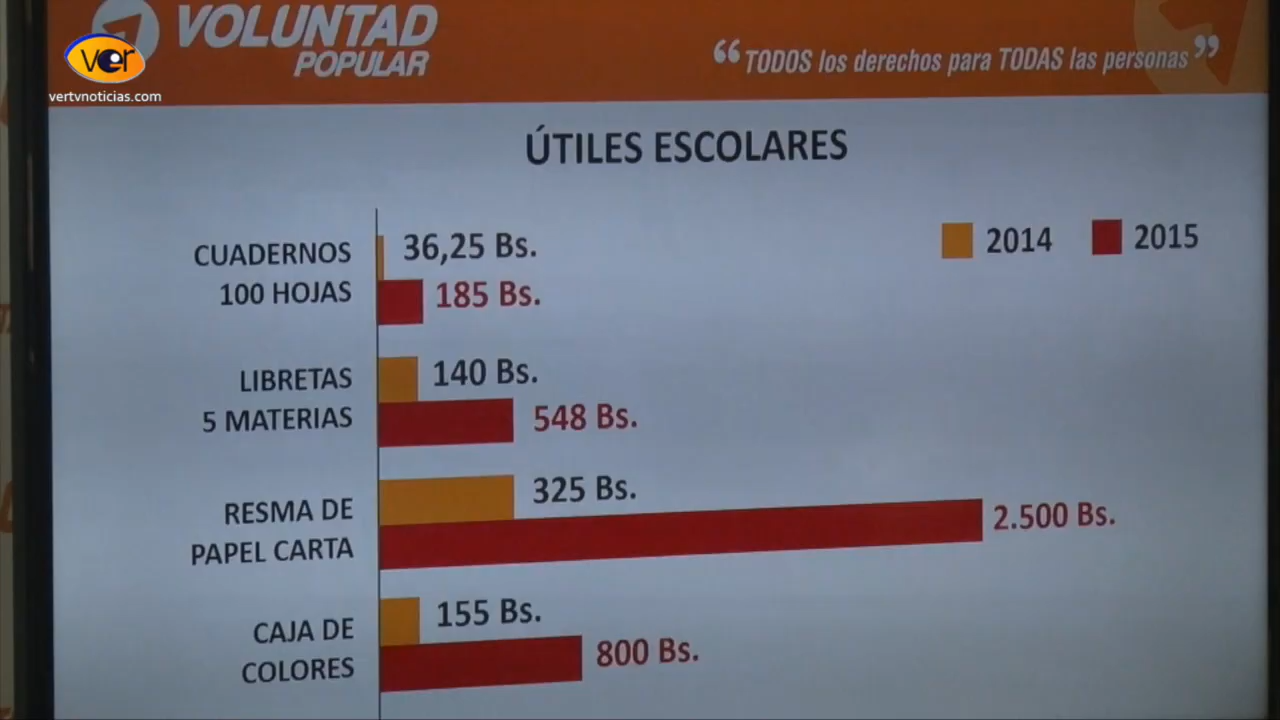 VOLUNTAD
POPULAR
ver
vertvnoticias.com
“TODOS los derechos para TODAS las personas”
ÚTILES ESCOLARES
2014
2015
CUADERNOS
100 HOJAS
36,25 Bs.
185 Bs.
LIBRETAS
5 MATERIAS
140 Bs.
548 Bs.
RESMA DE
PAPEL CARTA
325 Bs.
2.500 Bs.
CAJA DE
COLORES
155 Bs.
800 Bs.